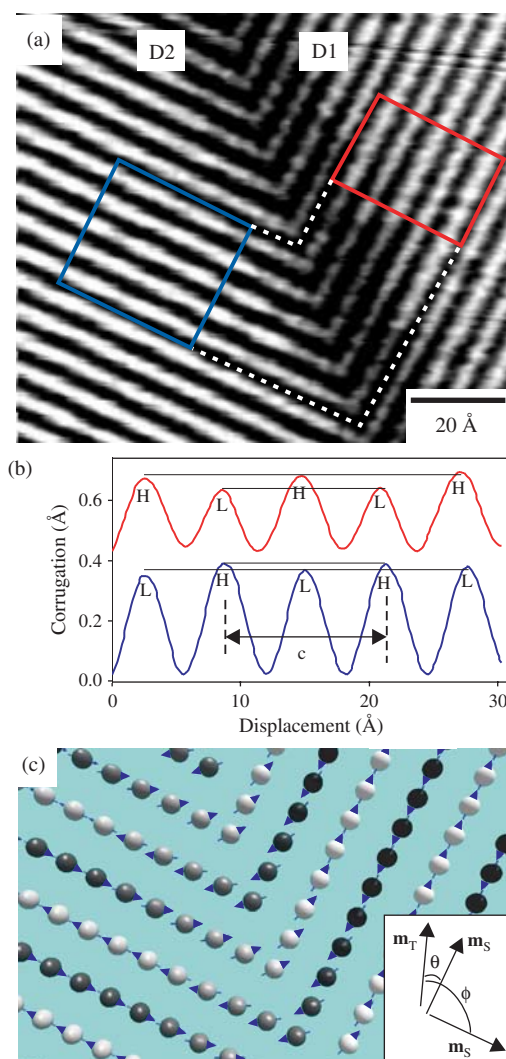 (a)
D2
D1
20 Å
(b)
Corrugation (Å)
0.6
0.4
0.2
0.0
H
L
H
L
H
L
H
L
H
L
c
0
10
20
30
Displacement (Å)
(c)
m_T
θ
m_S
ϕ
m_S